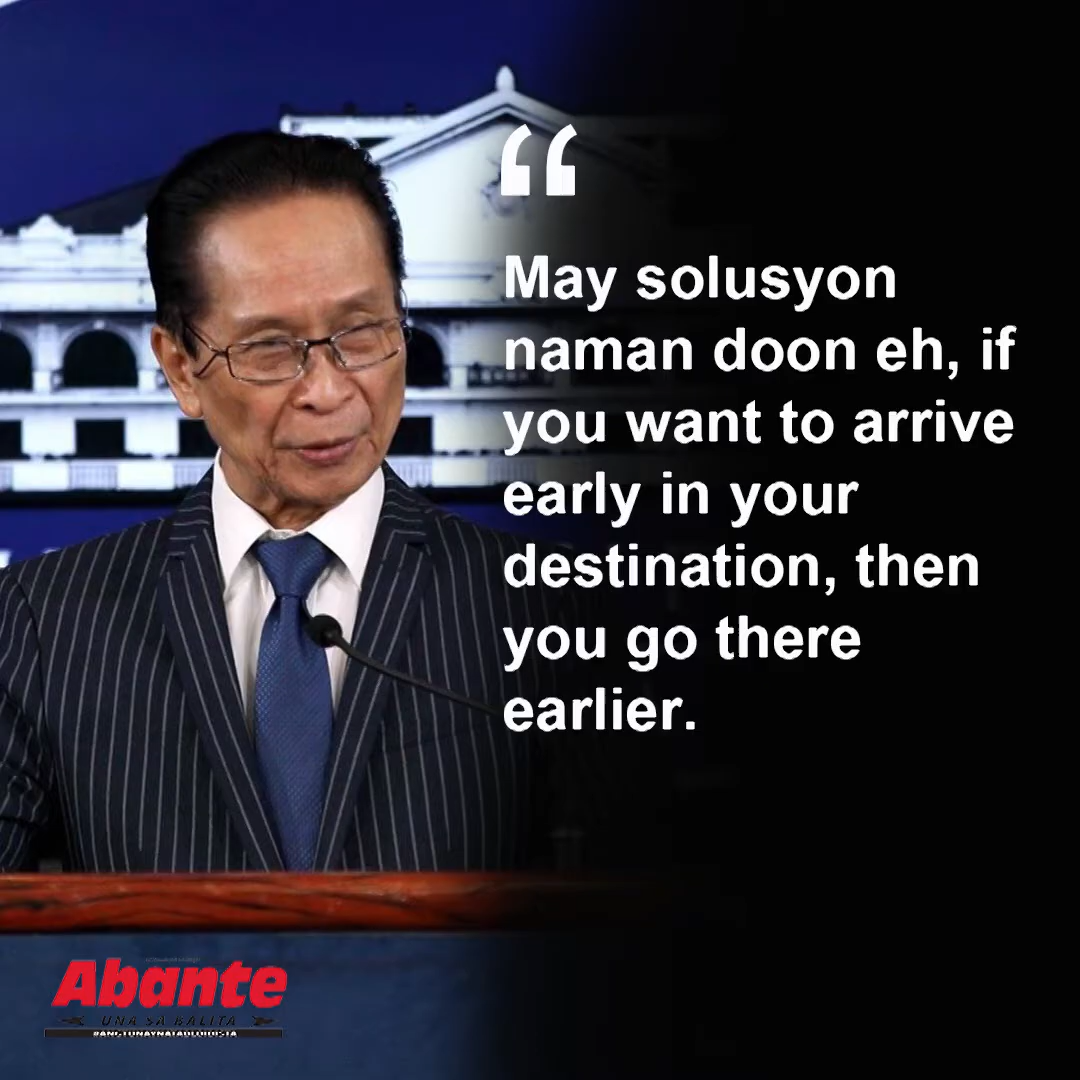 “
May solusyon
naman doon eh, if
you want to arrive
early in your
destination, then
you go there
earlier.
Abante
UNA SA BALITA
#ANGTUNAYNATABLOIDISTA